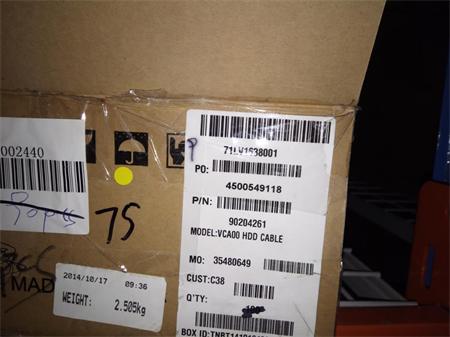 002440
90pcs
75
MAD
2014/10/17 09:36
WEIGHT: 2.505kg
P
PO:
4500549118
P/N:
90204261
MODEL:VCA00 HDD CABLE
MO: 35480649
CUST:C38
Q'TY:
BOX ID: